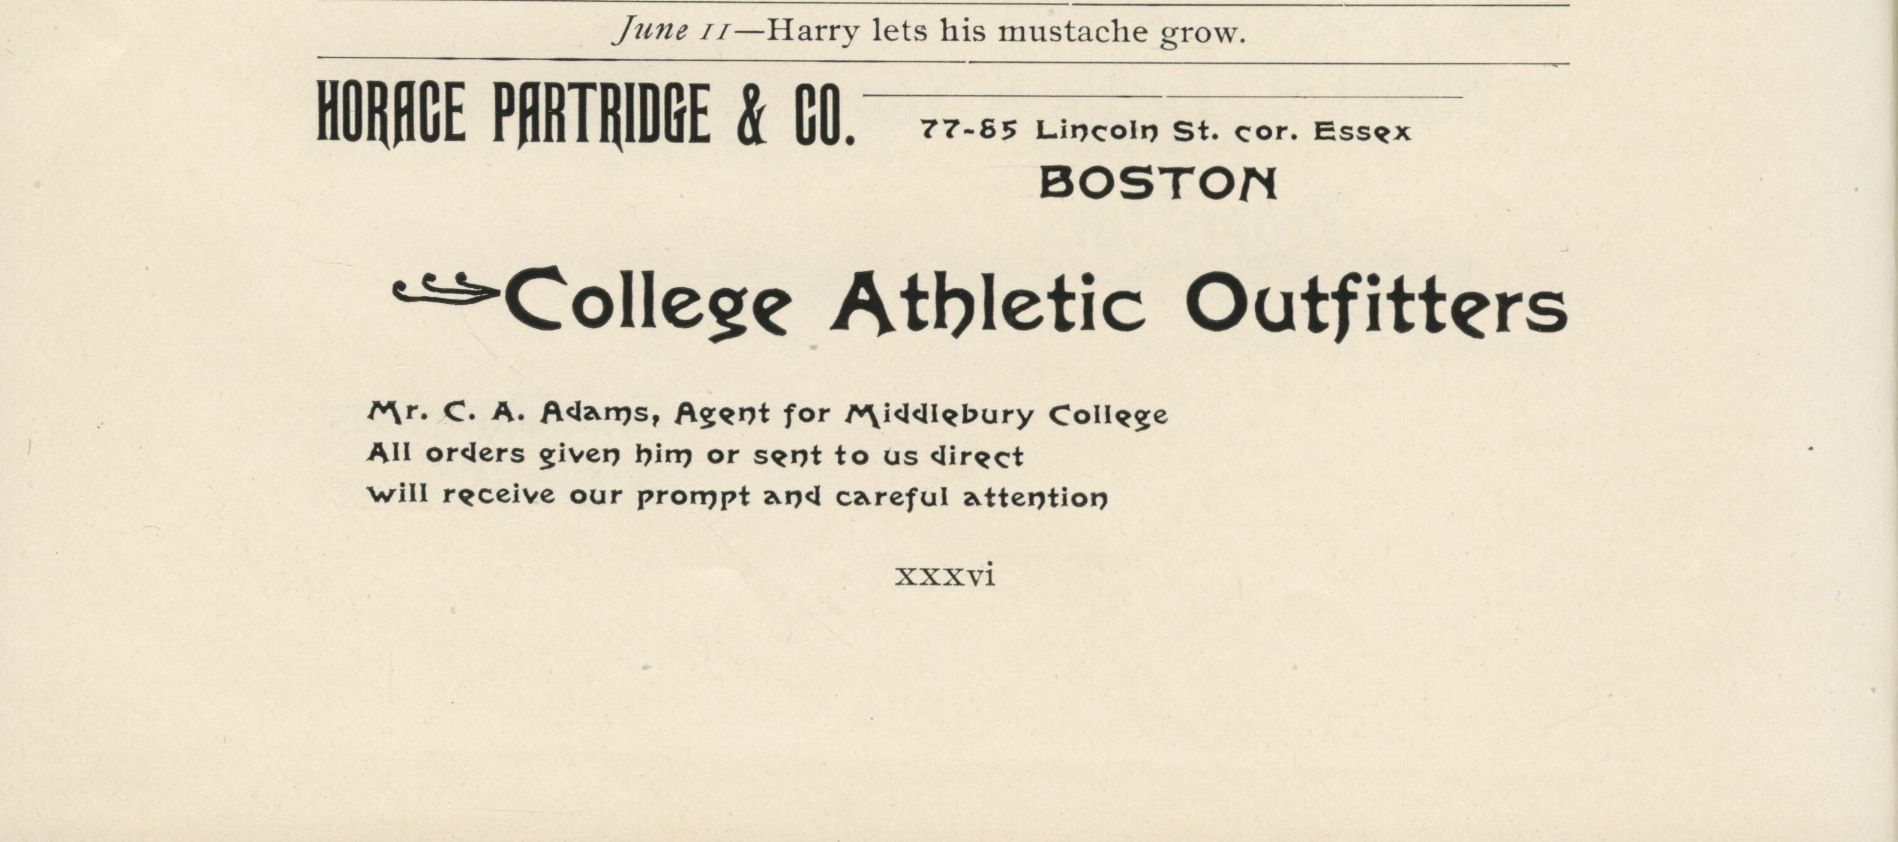 June 11—Harry lets his mustache grow.
HORACE PARTRIDGE & CO.
77-85 Lincoln St. cor. Essex
BOSTON
College Athletic Outfitters
Mr. C. A. Adams, Agent for Middlebury College
All orders given him or sent to us direct
will receive our prompt and careful attention
xxxvi